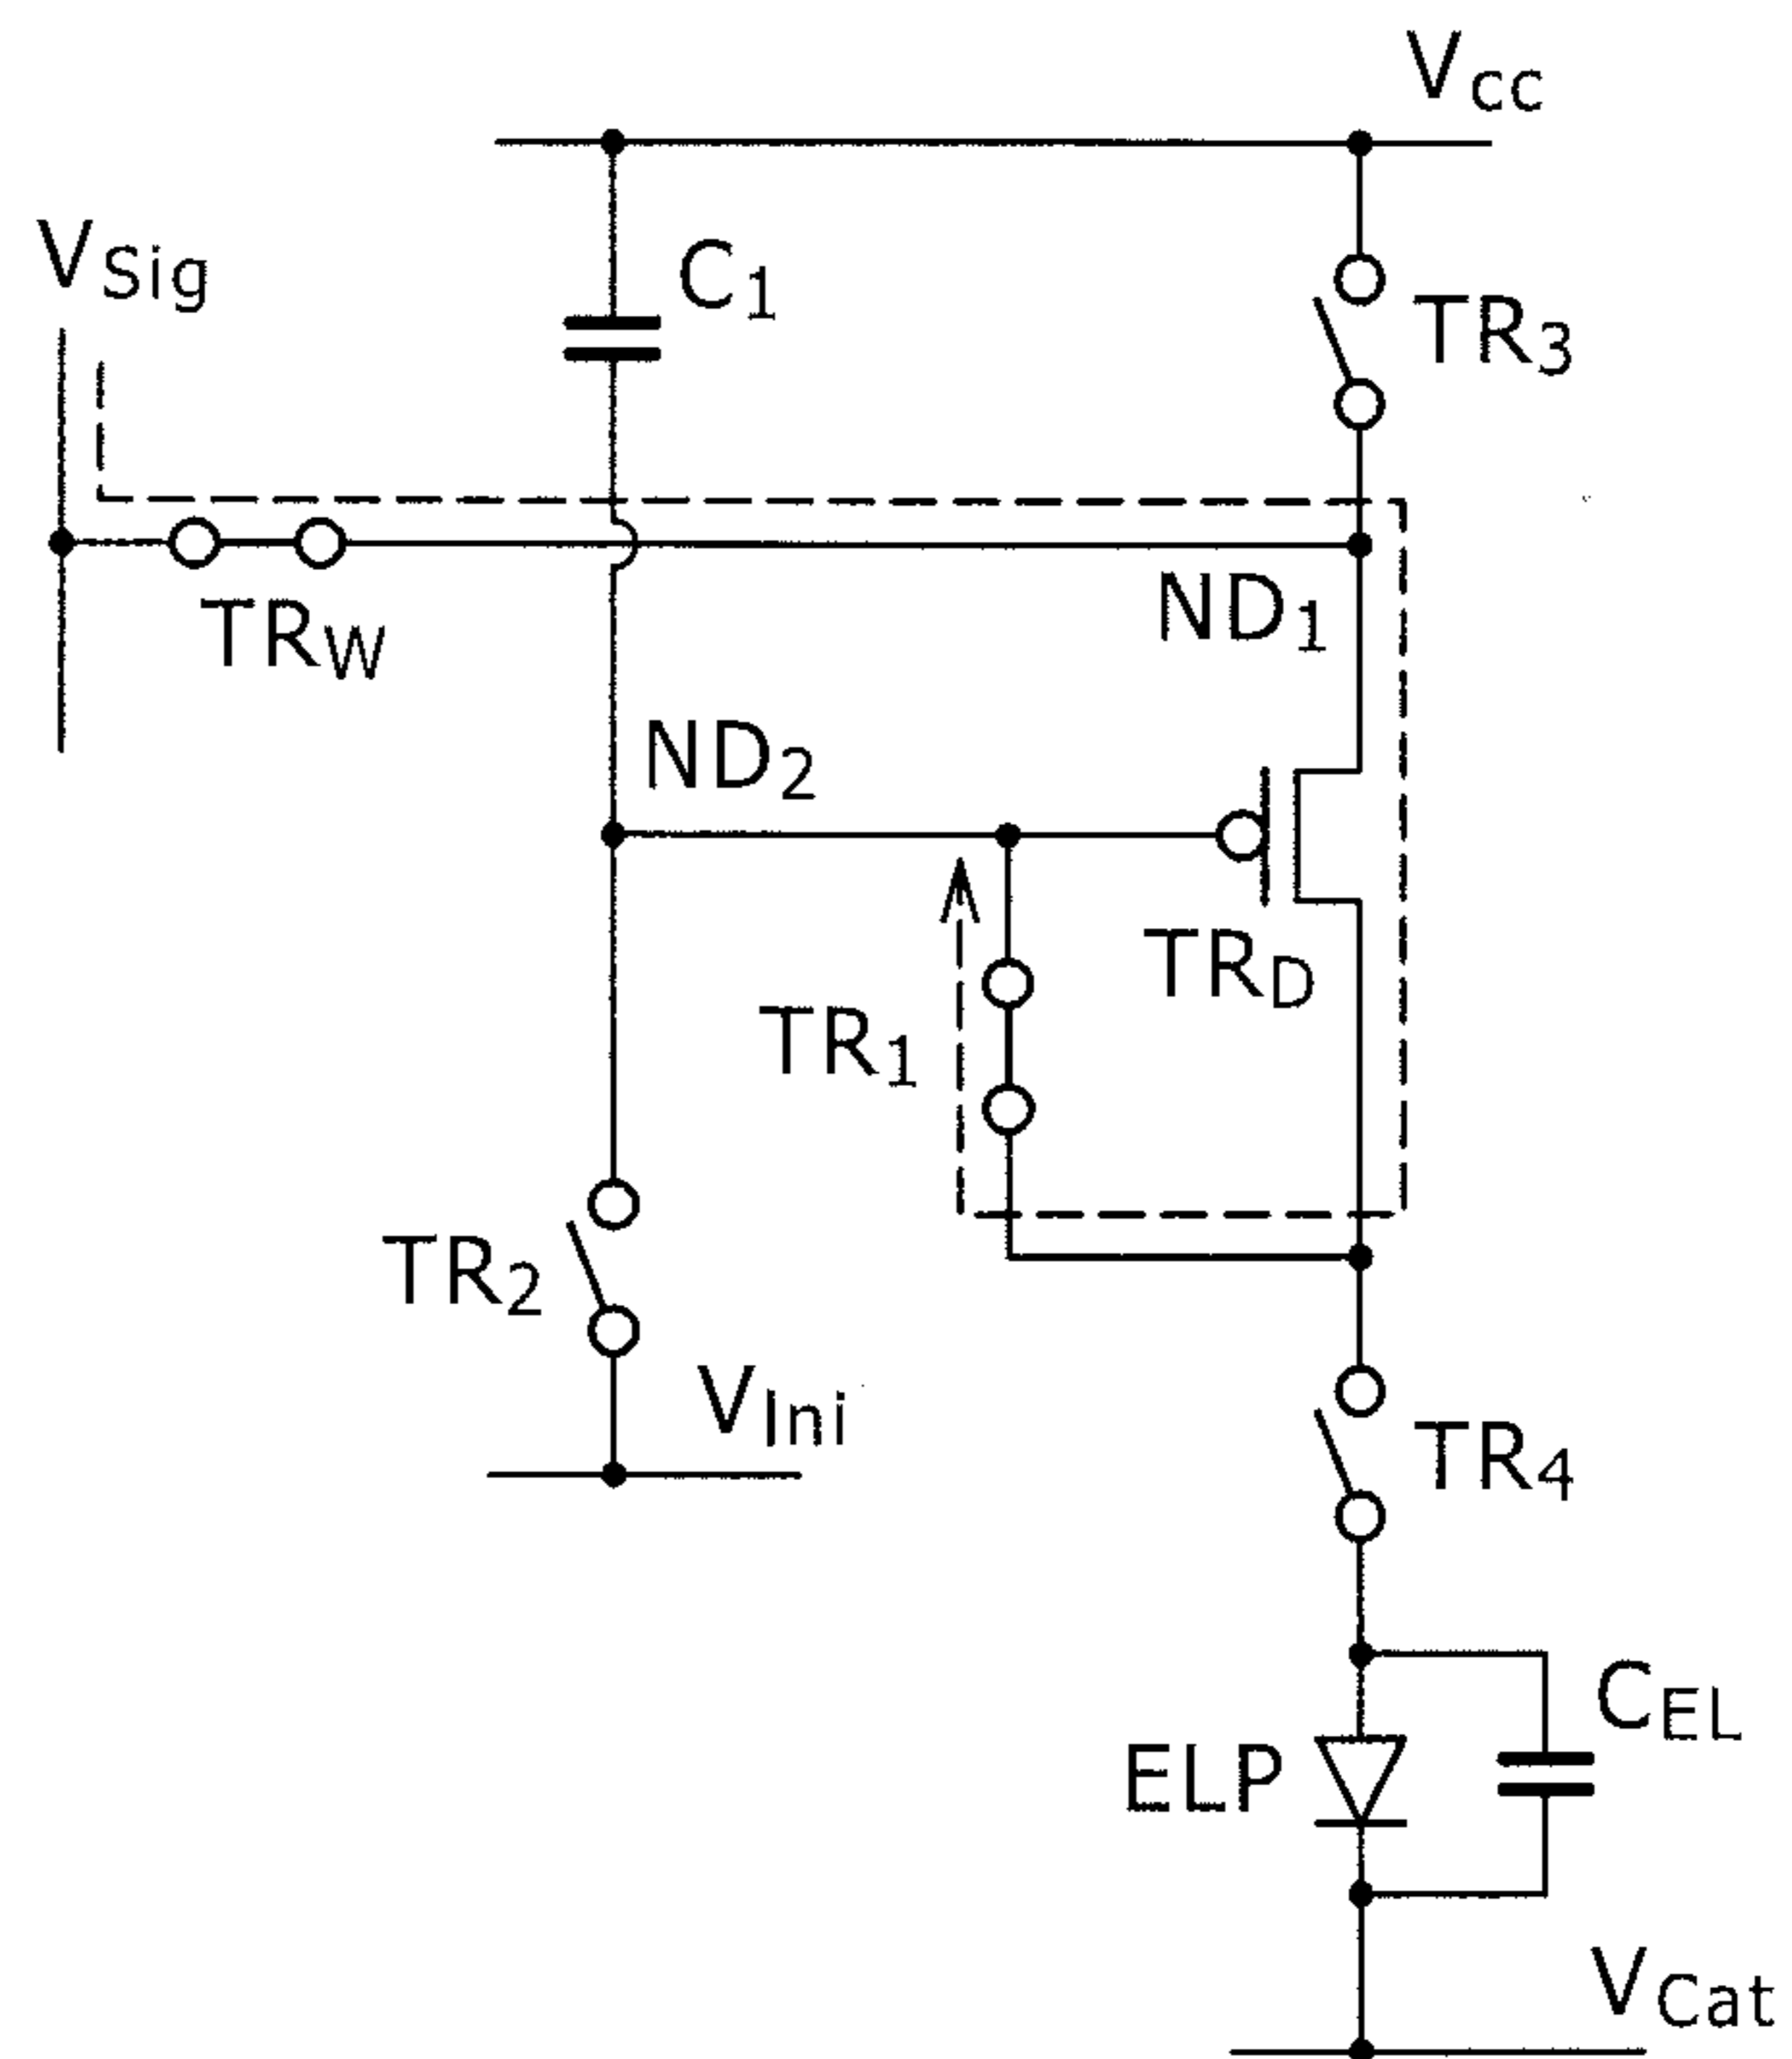 Vcc
VSig
C1
TR3
TRW
ND1
ND2
TRD
TR1
TR2
VIni
TR4
CEL
ELP
VCat